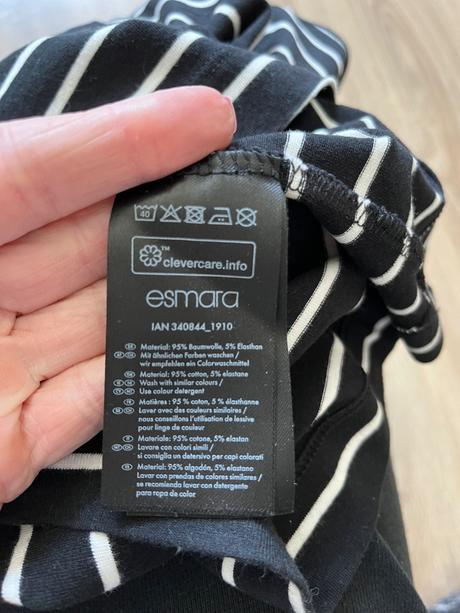 40
™
clevercare.info
esmara
IAN 340844_1910
Material: 95% Baumwolle, 5% Elasthan
Mit ähnlichen Farben waschen /
wir empfehlen ein Colorwaschmittel
Material: 95% cotton, 5% elastane
Wash with similar colours /
Use colour detergent
Matières: 95 % coton, 5 % élasthanne
Laver avec des couleurs similaires /
nous conseillons l'utilisation de lessive
pour linge de couleur
Materiale: 95% cotone, 5% elastan
Lavare con colori simili /
si consiglia un detersivo per capi colorati
Material: 95% algodón, 5% elastano
Lavar con prendas de colores similares /
se recomienda lavar con detergente
para ropa de color